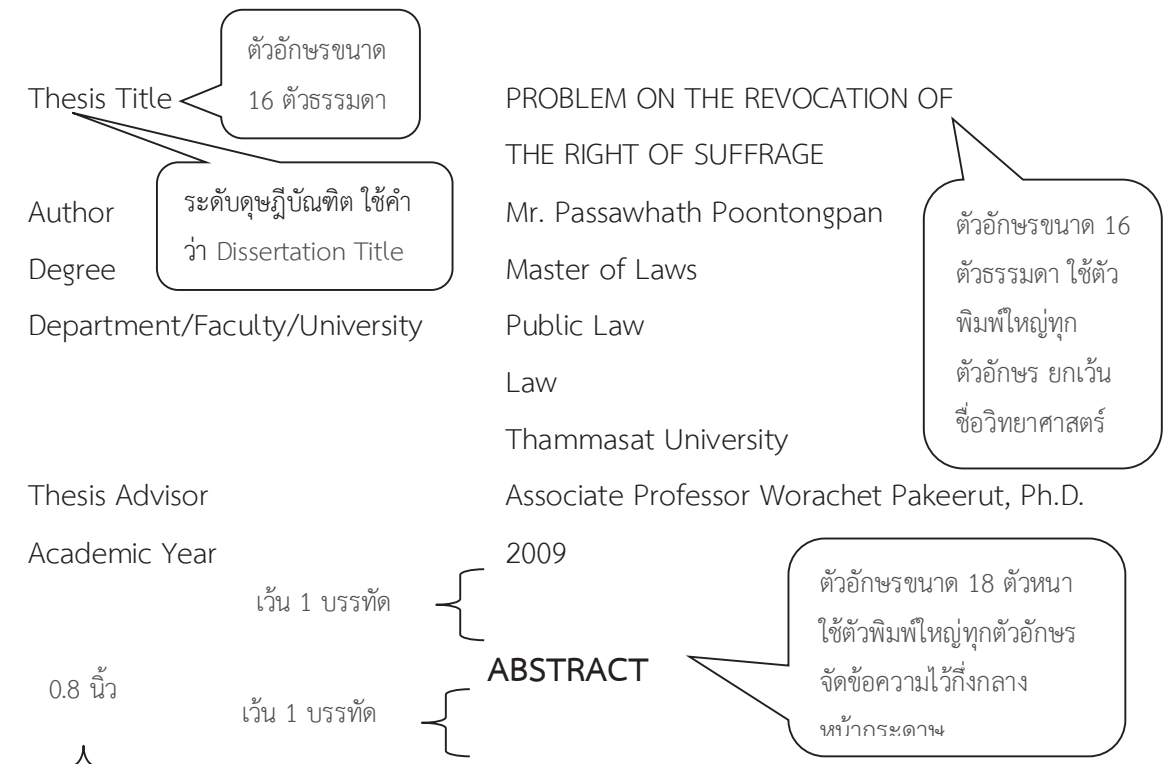 ตัวอักษรขนาด
16 ตัวธรรมดา
Thesis Title
PROBLEM ON THE REVOCATION OF
THE RIGHT OF SUFFRAGE
ระดับดุษฎีบัณฑิต ใช้คำ
ว่า Dissertation Title
Author
Mr. Passawhath Poontongpan
Degree
Master of Laws
Department/Faculty/University
Public Law
Law
Thammasat University
ตัวอักษรขนาด 16
ตัวธรรมดา ใช้ตัว
พิมพ์ใหญ่ทุก
ตัวอักษร ยกเว้น
ชื่อวิทยาศาสตร์
Thesis Advisor
Associate Professor Worachet Pakeerut, Ph.D.
Academic Year
2009
เว้น 1 บรรทัด
ตัวอักษรขนาด 18 ตัวหนา
ใช้ตัวพิมพ์ใหญ่ทุกตัวอักษร
จัดข้อความไว้กึ่งกลาง
หน้ากระดาษ
ABSTRACT
0.8 นิ้ว
เว้น 1 บรรทัด